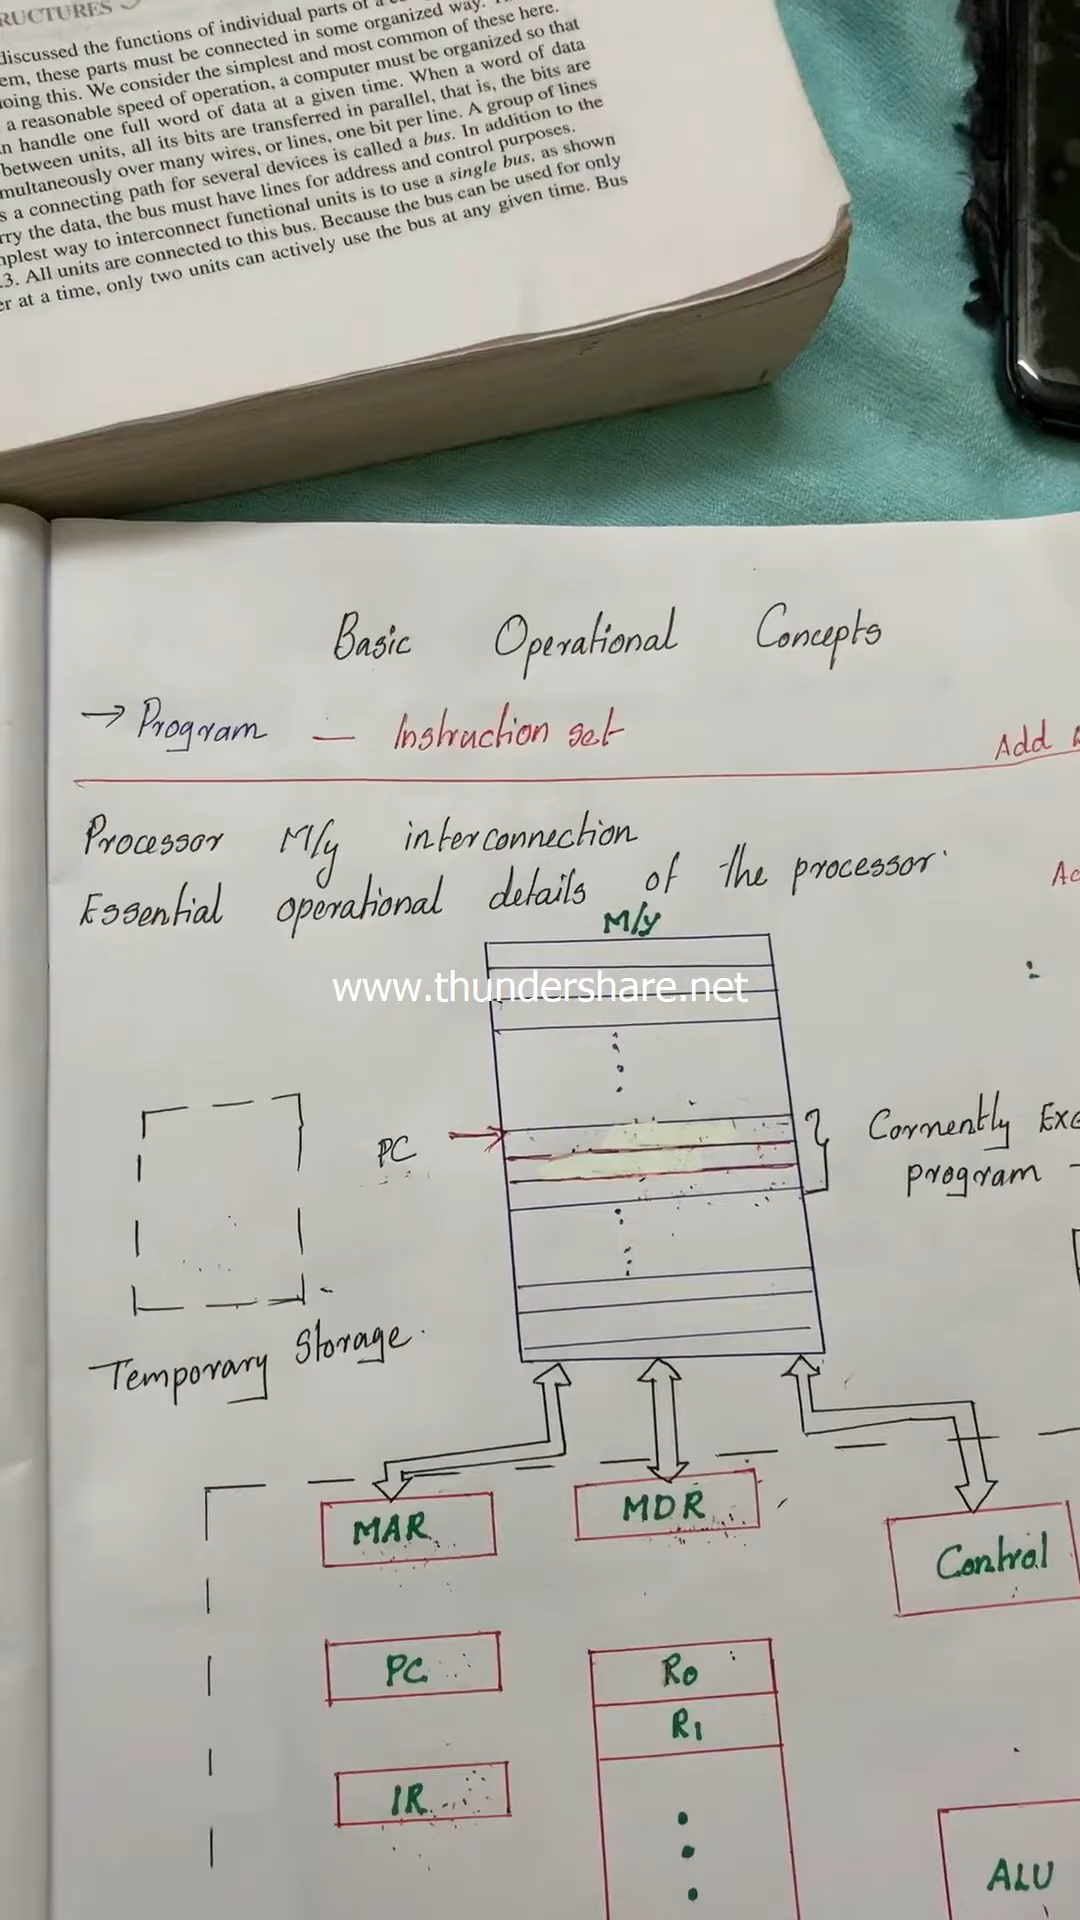 RUCTURES
discussed the functions of individual parts of a
em, these parts must be connected in some organized way.
oing this. We consider the simplest and most common of these here.
a reasonable speed of operation, a computer must be organized so that
n handle one full word of data at a given time. When a word of data
between units, all its bits are transferred in parallel, that is, the bits are
multaneously over many wires, or lines, one bit per line. A group of lines
s a connecting path for several devices is called a bus. In addition to the
rry the data, the bus must have lines for address and control purposes.
mplest way to interconnect functional units is to use a single bus, as shown
.3. All units are connected to this bus. Because the bus can be used for only
er at a time, only two units can actively use the bus at any given time. Bus
Basic Operational Concepts
→ Program — Instruction set
Add
Processor M/y interconnection
Essential operational details of the processor.
Ac
M/y
www.thundershare.net
PC
Cornently Exc
program -
Temporary Storage.
MAR
MDR
Control
PC
R0
R1
IR
ALU